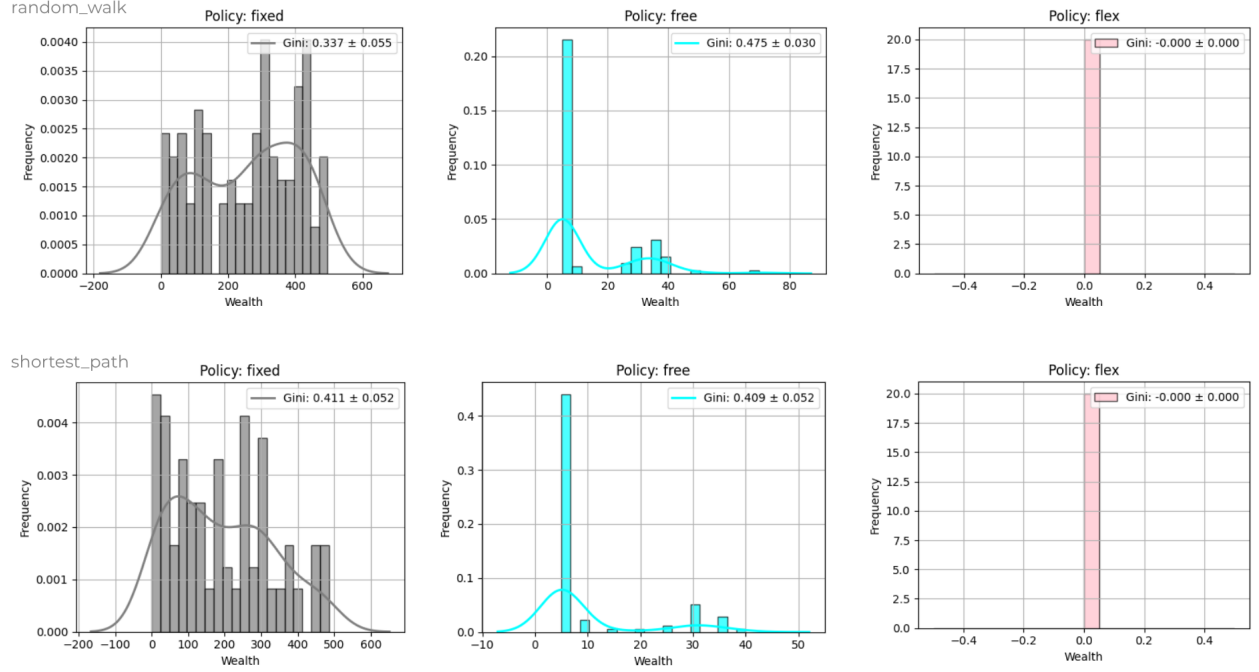 random_walk
Policy: fixed
Gini: 0.337 ± 0.055
0.0040
0.0035
0.0030
0.0025
0.0020
0.0015
0.0010
0.0005
0.0000
Frequency
−200 0 200 400 600
Wealth
Policy: free
Gini: 0.475 ± 0.030
0.20
0.15
0.10
0.05
0.00
Frequency
0 20 40 60 80
Wealth
Policy: flex
Gini: -0.000 ± 0.000
20.0
17.5
15.0
12.5
10.0
7.5
5.0
2.5
0.0
Frequency
−0.4 −0.2 0.0 0.2 0.4
Wealth
shortest_path
Policy: fixed
Gini: 0.411 ± 0.052
0.004
0.003
0.002
0.001
0.000
Frequency
−100 0 100 200 300 400 500 600
Wealth
Policy: free
Gini: 0.409 ± 0.052
0.4
0.3
0.2
0.1
0.0
Frequency
−10 0 10 20 30 40 50
Wealth
Policy: flex
Gini: -0.000 ± 0.000
20.0
17.5
15.0
12.5
10.0
7.5
5.0
2.5
0.0
Frequency
−0.4 −0.2 0.0 0.2 0.4
Wealth